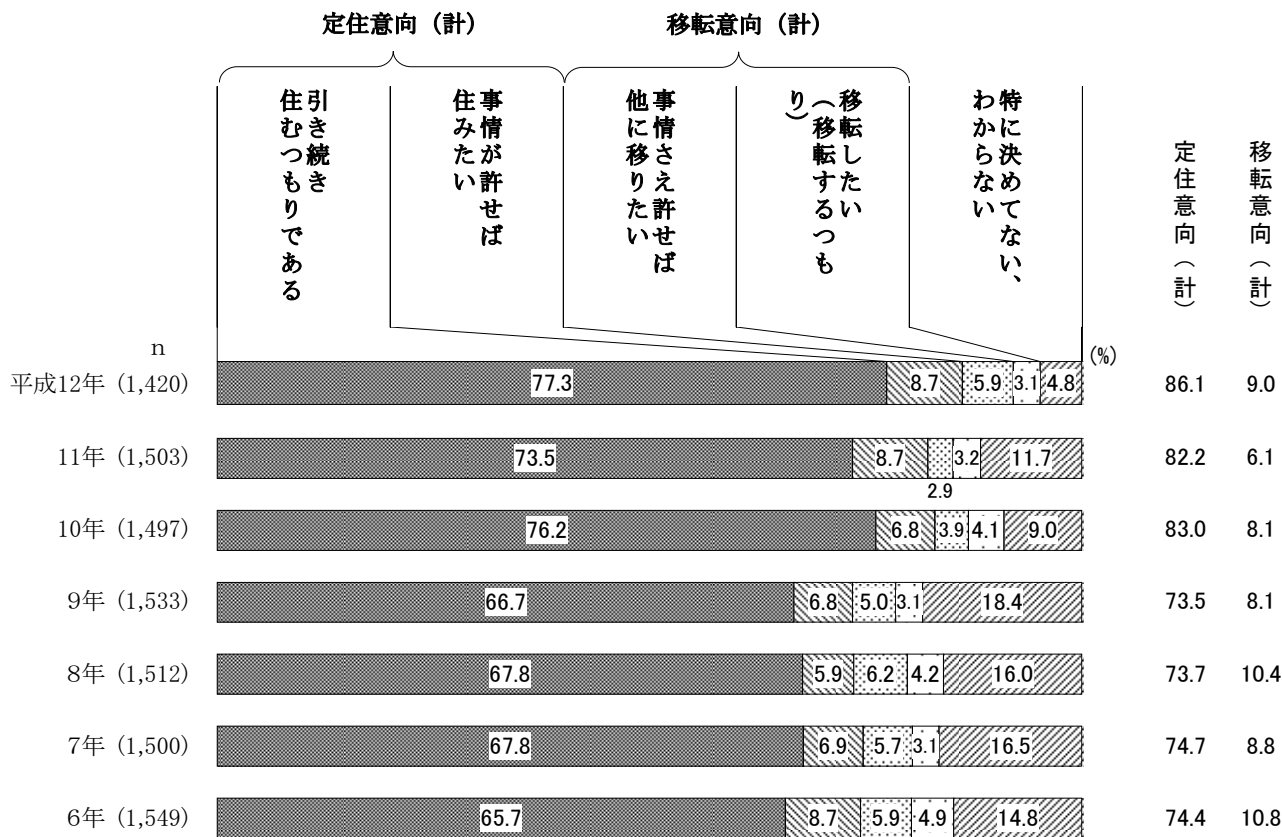 定住意向（計）
移転意向（計）
引き続き
住むつもりである
事情が許せば
住みたい
事情さえ許せば
他に移りたい
移転したい
（移転するつも
り）
特に決めてない、
わからない
定住意向（計）
移転意向（計）
n
(%)
平成12年 (1,420) 77.3 8.7 5.9 3.1 4.8 86.1 9.0
11年 (1,503) 73.5 8.7 3.2 11.7 82.2 6.1
2.9
10年 (1,497) 76.2 6.8 3.9 4.1 9.0 83.0 8.1
9年 (1,533) 66.7 6.8 5.0 3.1 18.4 73.5 8.1
8年 (1,512) 67.8 5.9 6.2 4.2 16.0 73.7 10.4
7年 (1,500) 67.8 6.9 5.7 3.1 16.5 74.7 8.8
6年 (1,549) 65.7 8.7 5.9 4.9 14.8 74.4 10.8